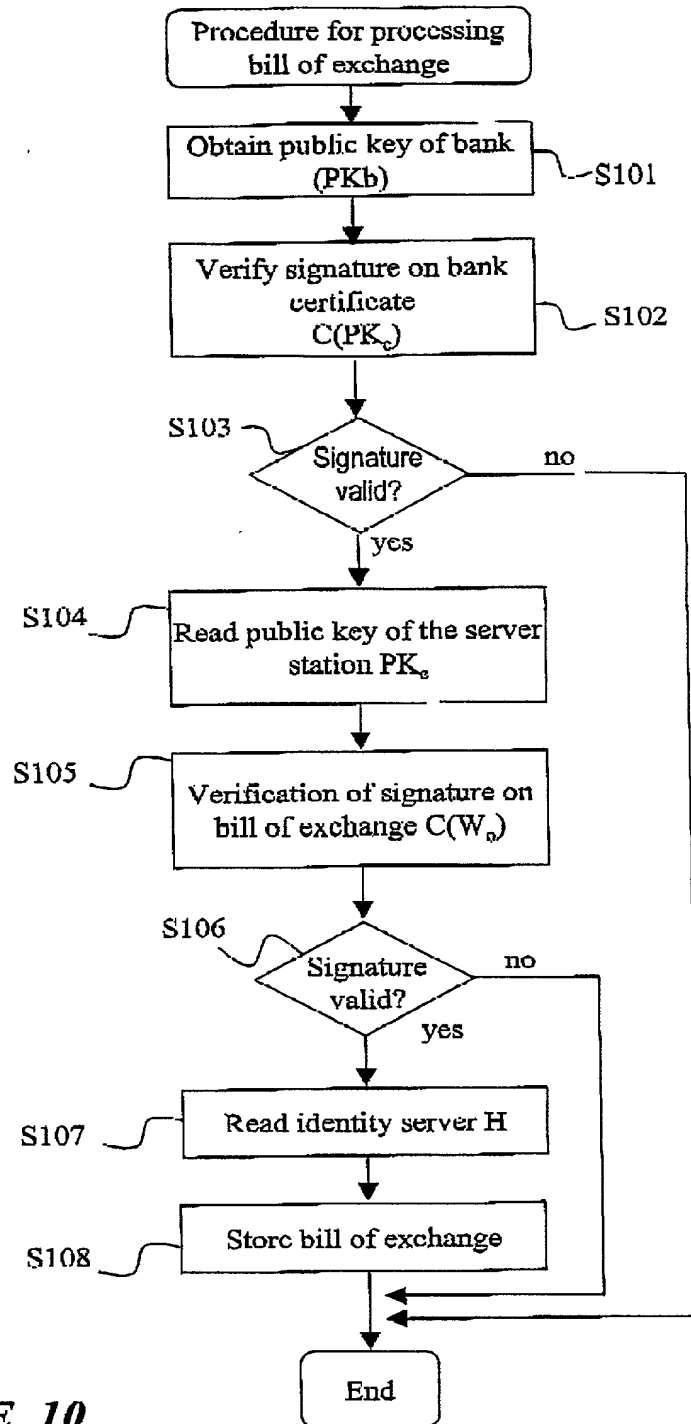 Procedure for processing
bill of exchange
Obtain public key of bank
(PKb)
S101
Verify signature on bank
certificate
C(PKc)
S102
S103
Signature
valid?
no
yes
S104
Read public key of the server
station PKe
S105
Verification of signature on
bill of exchange C(Wn)
S106
Signature
valid?
no
yes
S107
Read identity server H
S108
Store bill of exchange
End
E 10